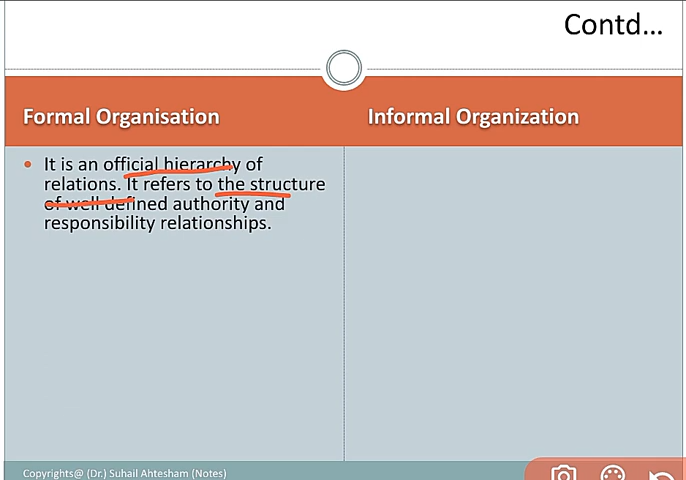 Contd...
Formal Organisation
Informal Organization
It is an official hierarchy of
relations. It refers to the structure
of well defined authority and
responsibility relationships.
Copyrights@ (Dr.) Suhail Ahtesham (Notes)